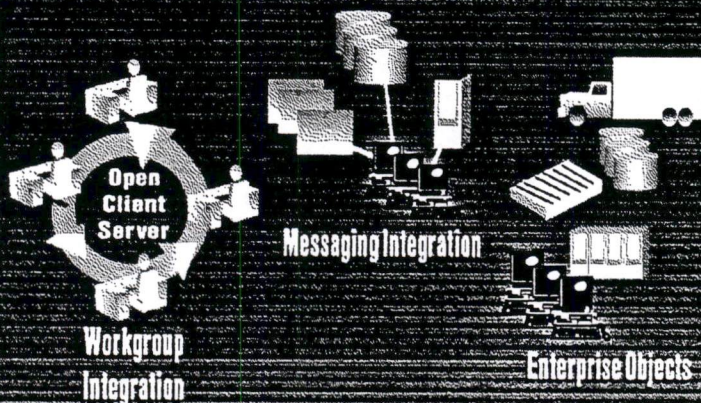 Open
Client
Server
Messaging Integration
Workgroup
Integration
Enterprise Objects